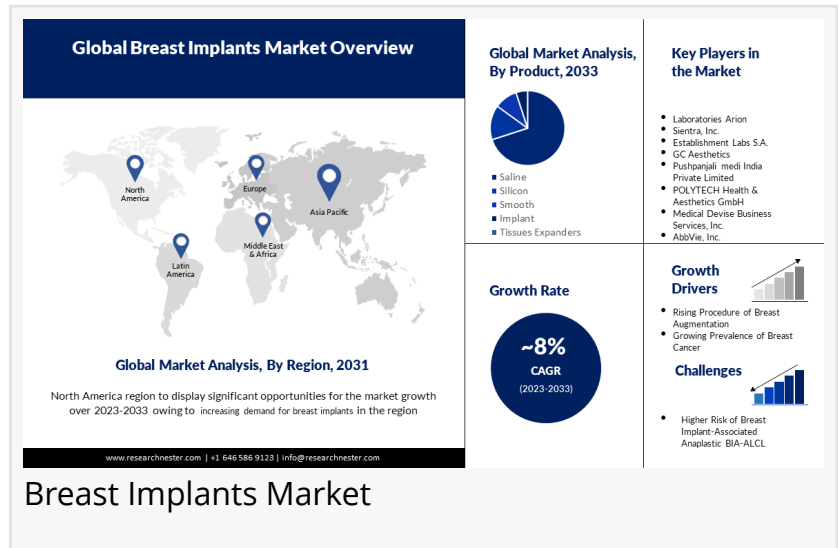 Global Breast Implants Market Overview
North
America
Europe
Asia Pacific
Middle East
& Africa
Latin
America
Global Market Analysis, By Region, 2031
North America region to display significant opportunities for the market growth
over 2023-2033 owing to increasing demand for breast implants in the region
www.researchnester.com | +1 646 586 9123 | info@researchnester.com
Global Market Analysis,
By Product, 2033
Saline
Silicon
Smooth
Implant
Tissues Expanders
Key Players in
the Market
Laboratories Arion
Sientra, Inc.
Establishment Labs S.A.
GC Aesthetics
Pushpanjali medi India
Private Limited
POLYTECH Health &
Aesthetics GmbH
Medical Devise Business
Services, Inc.
AbbVie, Inc.
Growth Rate
~8%
CAGR
(2023-2033)
Growth
Drivers
Rising Procedure of Breast
Augmentation
Growing Prevalence of Breast
Cancer
Challenges
Higher Risk of Breast
Implant-Associated
Anaplastic BIA-ALCL
Breast Implants Market